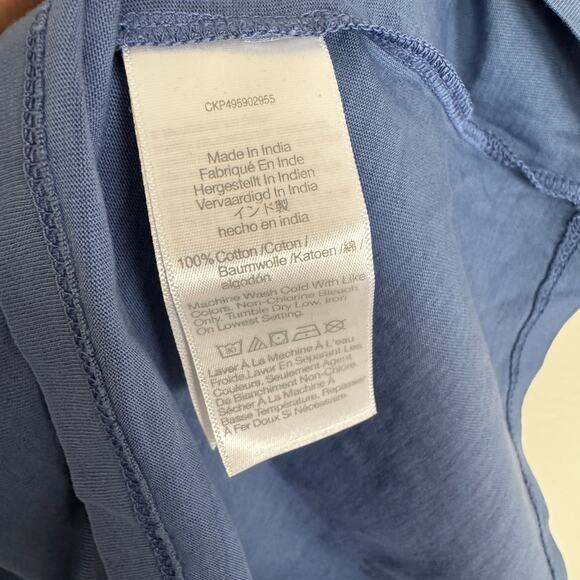 CKP495902955
Made In India
Fabriqué En Inde
Hergestellt In Indien
Vervaardigd In India
インド製
hecho en india
100% Cotton /Coton /
Baumwolle /Katoen /綿 /
algodón
Machine Wash Cold With Like
Colors. Non-Chlorine Bleach
Only. Tumble Dry Low. Iron
On Lowest Setting.
30
Laver À La Machine À L'eau
Froide.Laver En Separant Les
Couleurs. Seulement Agent
De Blanchiment Non-Chlore.
Sécher À La Machine À
Basse Température. Repasser
À Fer Doux Si Nécessaire.